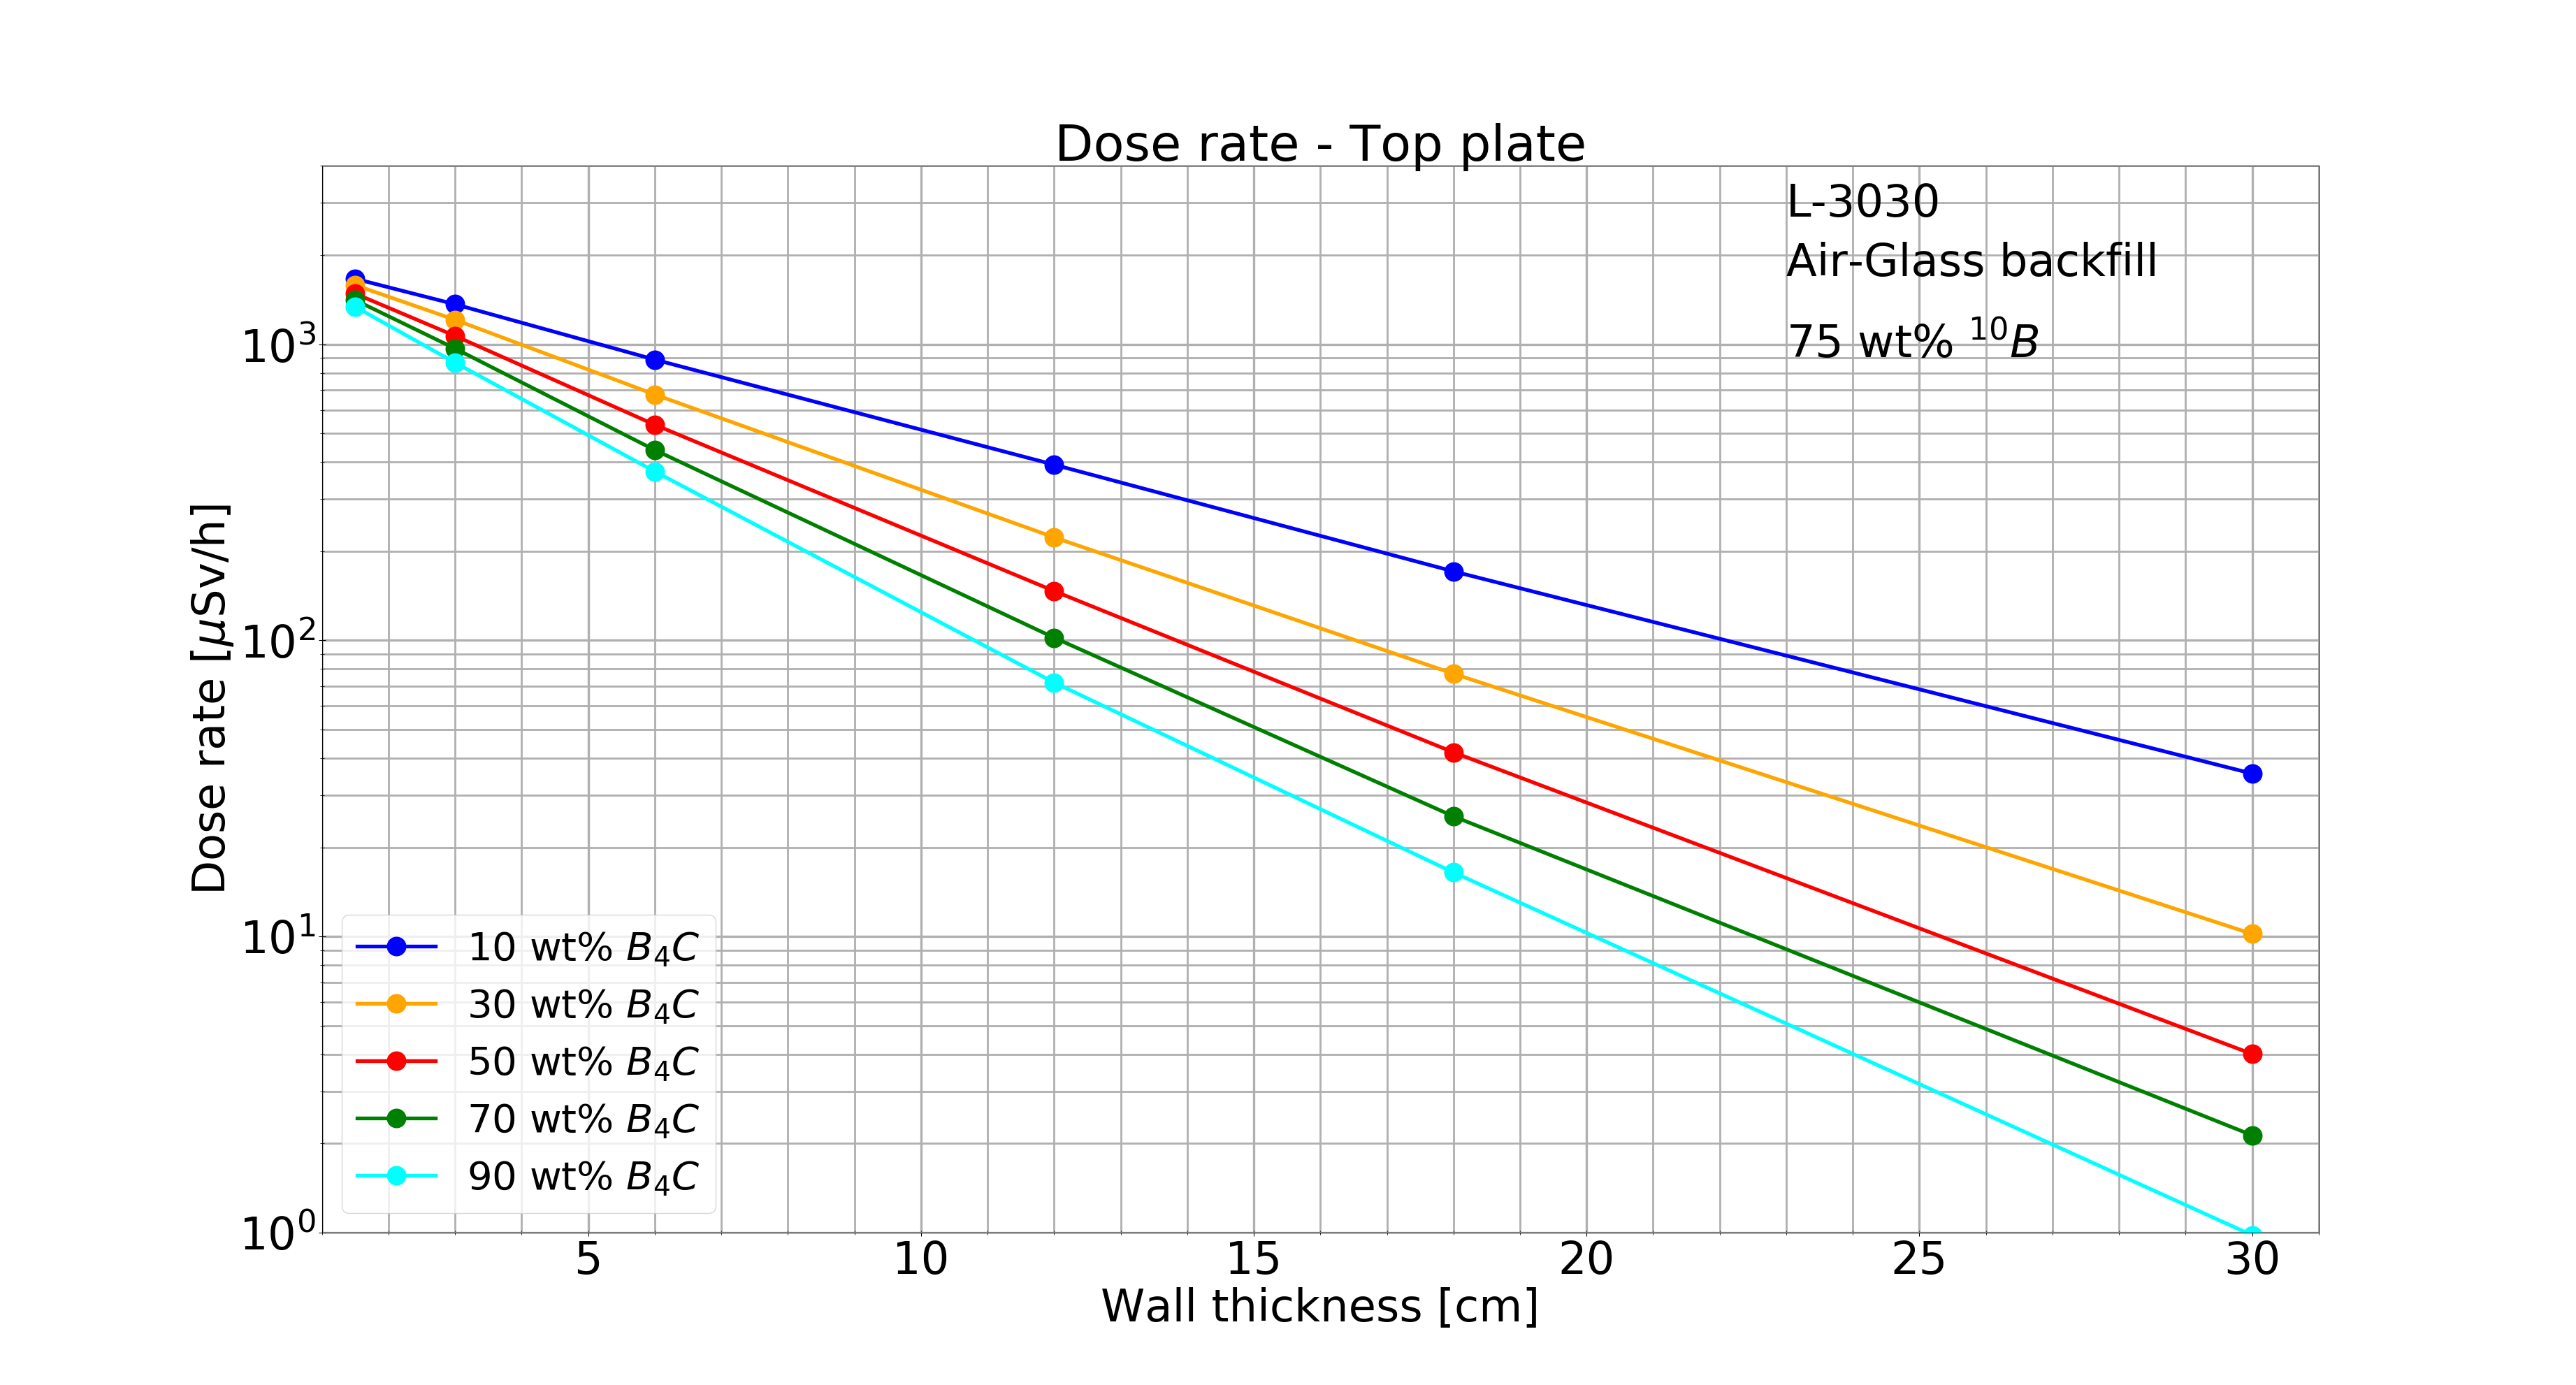 Dose rate - Top plate
L-3030
Air-Glass backfill
75 wt% ¹⁰B
Dose rate [μSv/h]
10³
10²
10¹
10⁰
10 wt% B₄C
30 wt% B₄C
50 wt% B₄C
70 wt% B₄C
90 wt% B₄C
5 10 15 20 25 30
Wall thickness [cm]